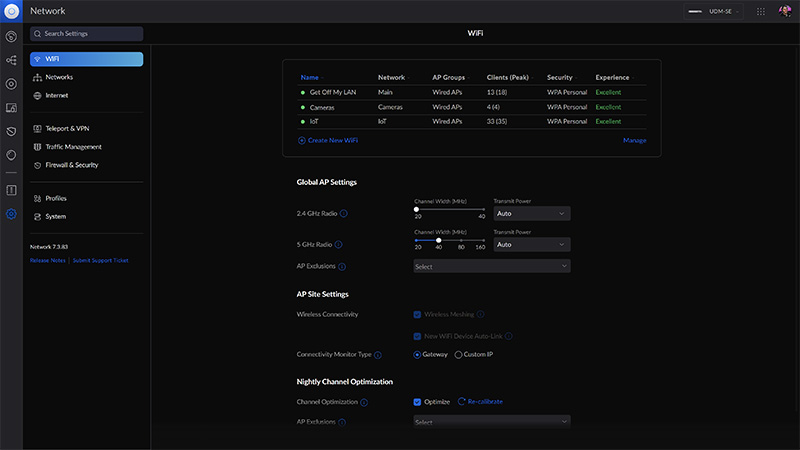 Network
UDM-SE
Search Settings
WiFi
WiFi
Networks
Internet
Teleport & VPN
Traffic Management
Firewall & Security
Profiles
System
Network 7.3.83
Release Notes | Submit Support Ticket
Name Network AP Groups Clients (Peak) Security Experience
Get Off My LAN Main Wired APs 13 (18) WPA Personal Excellent
Cameras Cameras Wired APs 4 (4) WPA Personal Excellent
IoT IoT Wired APs 33 (35) WPA Personal Excellent
Create New WiFi Manage
Global AP Settings
Channel Width [MHz] Transmit Power
2.4 GHz Radio Auto
20 40
Channel Width [MHz] Transmit Power
5 GHz Radio Auto
20 40 80 160
AP Exclusions Select
AP Site Settings
Wireless Connectivity Wireless Meshing
New WiFi Device Auto-Link
Connectivity Monitor Type Gateway Custom IP
Nightly Channel Optimization
Channel Optimization Optimize Re-calibrate
AP Exclusions Select